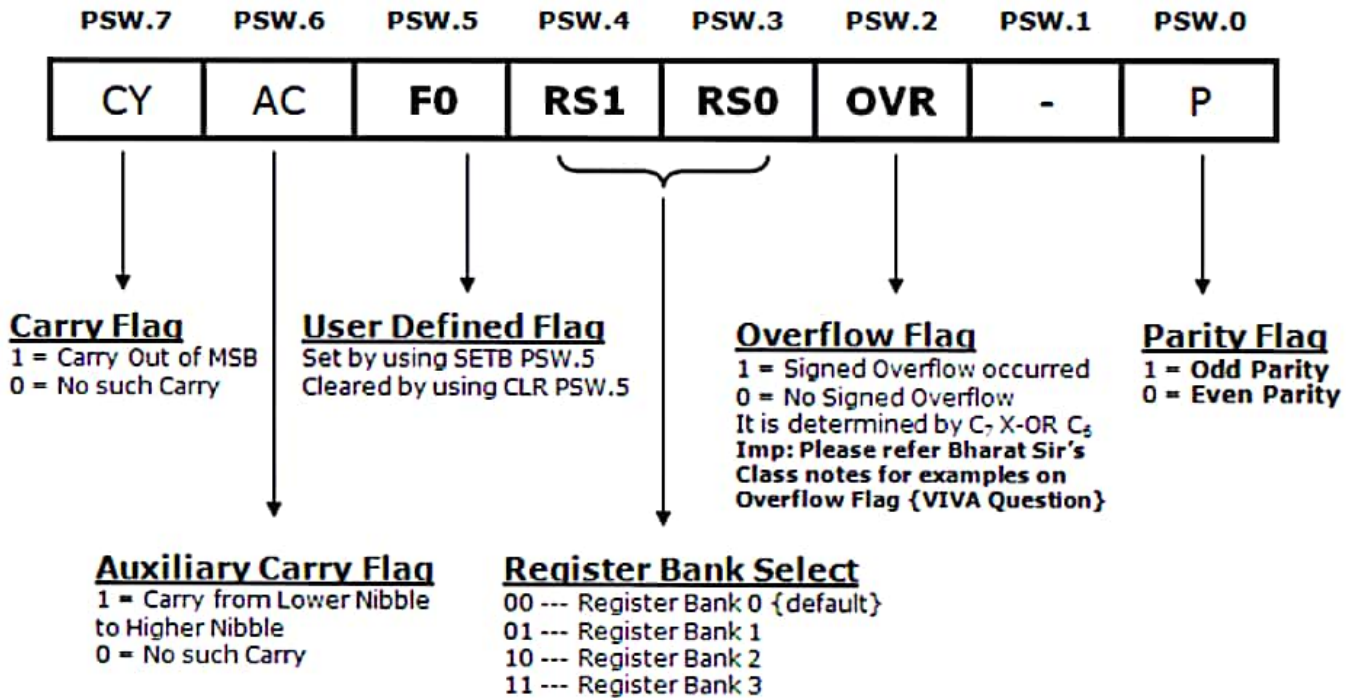 PSW.7 PSW.6 PSW.5 PSW.4 PSW.3 PSW.2 PSW.1 PSW.0
CY AC F0 RS1 RS0 OVR - P
Carry Flag
1 = Carry Out of MSB
0 = No such Carry
User Defined Flag
Set by using SETB PSW.5
Cleared by using CLR PSW.5
Overflow Flag
1 = Signed Overflow occurred
0 = No Signed Overflow
It is determined by C₇ X-OR C₆
Imp: Please refer Bharat Sir's
Class notes for examples on
Overflow Flag {VIVA Question}
Parity Flag
1 = Odd Parity
0 = Even Parity
Auxiliary Carry Flag
1 = Carry from Lower Nibble
to Higher Nibble
0 = No such Carry
Register Bank Select
00 --- Register Bank 0 {default}
01 --- Register Bank 1
10 --- Register Bank 2
11 --- Register Bank 3